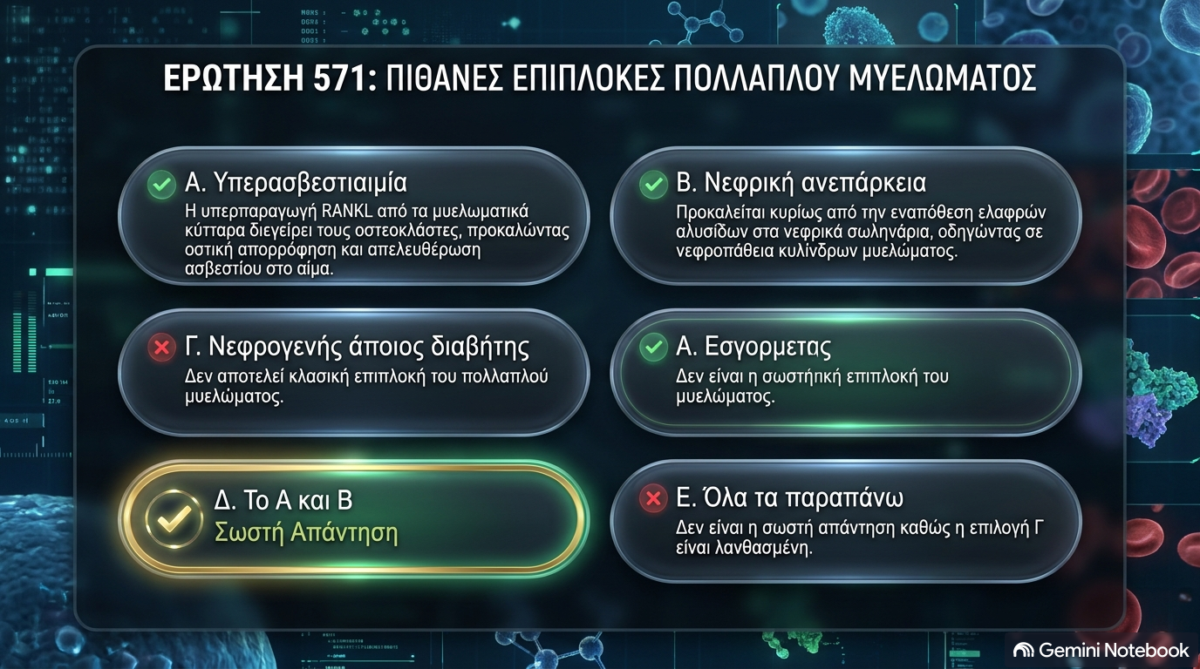 ΕΡΩΤΗΣΗ 571: ΠΙΘΑΝΕΣ ΕΠΙΠΛΟΚΕΣ ΠΟΛΛΑΠΛΟΥ ΜΥΕΛΩΜΑΤΟΣ
Α. Υπερασβεστιαιμία
Η υπερπαραγωγή RANKL από τα μυελωματικά
κύτταρα διεγείρει τους οστεοκλάστες, προκαλώντας
οστική απορρόφηση και απελευθέρωση
ασβεστίου στο αίμα.
Β. Νεφρική ανεπάρκεια
Προκαλείται κυρίως από την εναπόθεση ελαφρών
αλυσίδων στα νεφρικά σωληνάρια, οδηγώντας σε
νεφροπάθεια κυλίνδρων μυελώματος.
Γ. Νεφρογενής άποιος διαβήτης
Δεν αποτελεί κλασική επιπλοκή του πολλαπλού
μυελώματος.
Α. Εσγορμετας
Δεν είναι η επιπλοκή του
μυελώματος.
Δ. Το Α και Β
Σωστή Απάντηση
Ε. Όλα τα παραπάνω
Δεν είναι η σωστή απάντηση καθώς η επιλογή Γ
είναι λανθασμένη.
Gemini Notebook